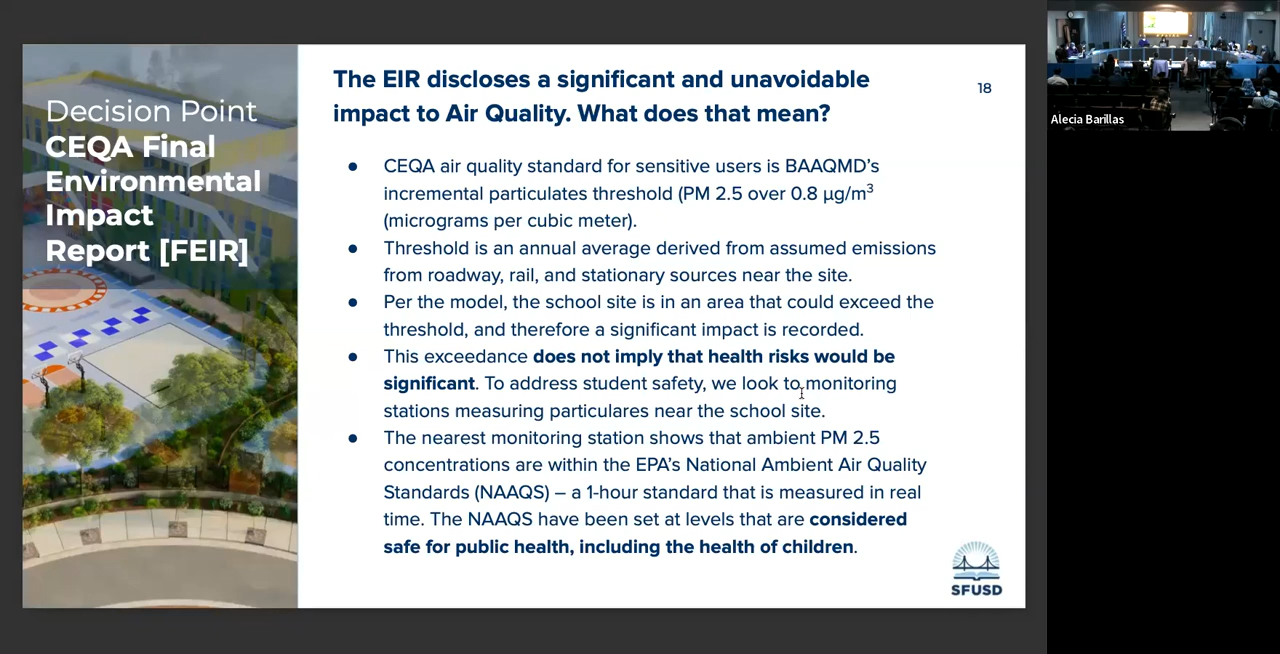 Decision Point
CEQA Final
Environmental
Impact
Report [FEIR]
The EIR discloses a significant and unavoidable
impact to Air Quality. What does that mean?
18
● CEQA air quality standard for sensitive users is BAAQMD's
incremental particulates threshold (PM 2.5 over 0.8 µg/m³
(micrograms per cubic meter).
● Threshold is an annual average derived from assumed emissions
from roadway, rail, and stationary sources near the site.
● Per the model, the school site is in an area that could exceed the
threshold, and therefore a significant impact is recorded.
● This exceedance does not imply that health risks would be
significant. To address student safety, we look to monitoring
stations measuring particulares near the school site.
● The nearest monitoring station shows that ambient PM 2.5
concentrations are within the EPA's National Ambient Air Quality
Standards (NAAQS) – a 1-hour standard that is measured in real
time. The NAAQS have been set at levels that are considered
safe for public health, including the health of children.
SFUSD
Alecia Barillas